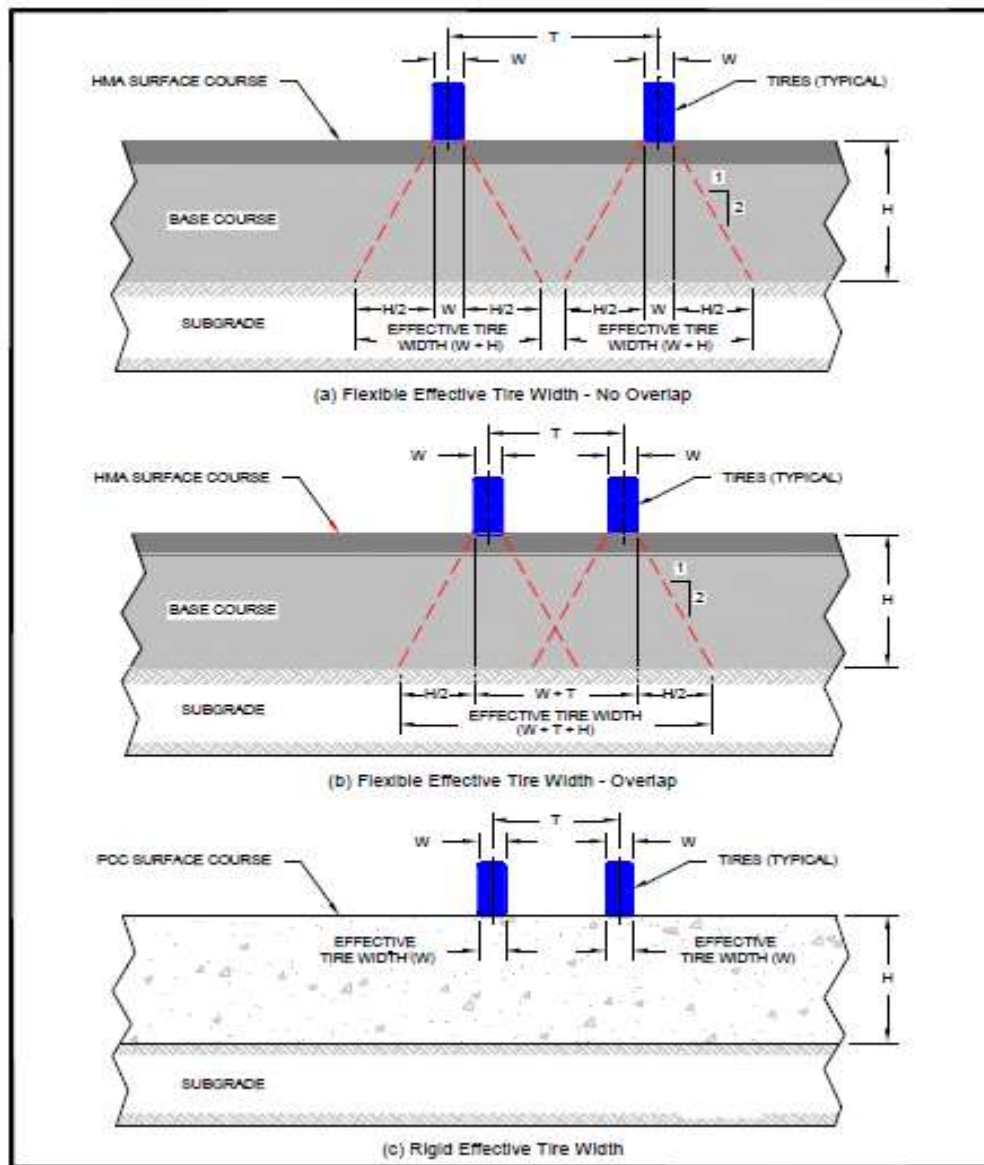 T
W
W
HMA SURFACE COURSE
TIRES (TYPICAL)
1
2
H
BASE COURSE
H/2
W
H/2
H/2
W
H/2
SUBGRADE
EFFECTIVE TIRE
WIDTH (W + H)
EFFECTIVE TIRE
WIDTH (W + H)
(a) Flexible Effective Tire Width - No Overlap
T
W
W
HMA SURFACE COURSE
TIRES (TYPICAL)
1
2
H
BASE COURSE
H/2
W + T
H/2
SUBGRADE
EFFECTIVE TIRE WIDTH
(W + T + H)
(b) Flexible Effective Tire Width - Overlap
T
W
W
PCC SURFACE COURSE
TIRES (TYPICAL)
EFFECTIVE
TIRE WIDTH (W)
EFFECTIVE
TIRE WIDTH (W)
H
SUBGRADE
(c) Rigid Effective Tire Width